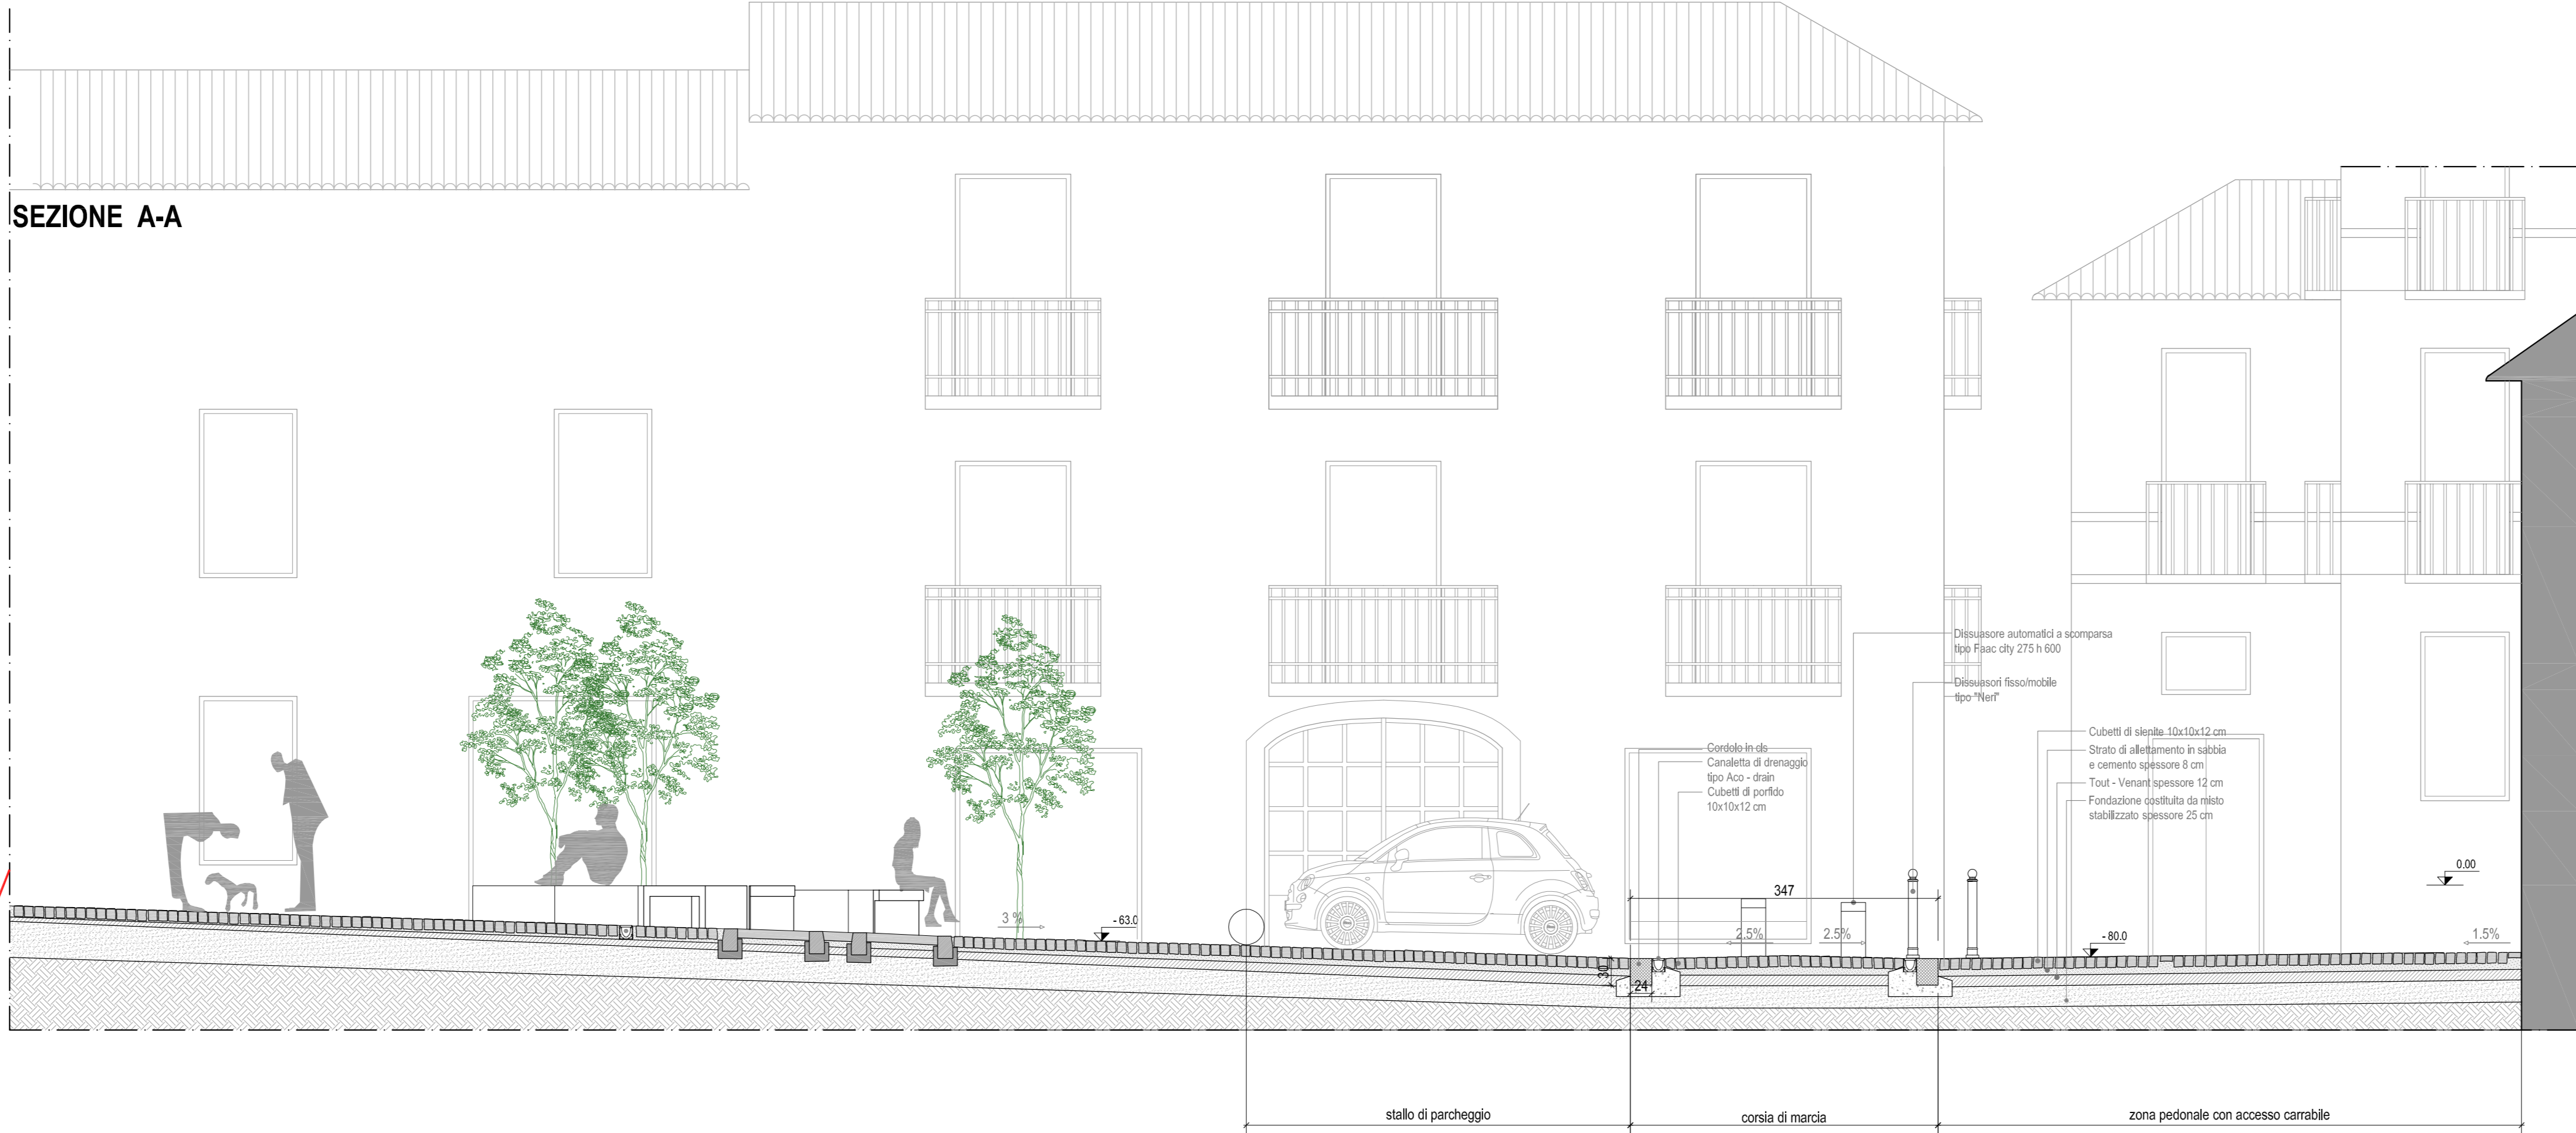 SEZIONE A-A
Dissuasore automatici a scomparsa
tipo Faac city 275 h 600
Dissuasori fisso/mobile
tipo "Neri"
Cordolo in cls
Canaletta di drenaggio
tipo Aco - drain
Cubetti di porfido
10x10x12 cm
Cubetti di sienite 10x10x12 cm
Strato di allettamento in sabbia
e cemento spessore 8 cm
Tout - Venant spessore 12 cm
Fondazione costituita da misto
stabilizzato spessore 25 cm
0.00
347
3 %
- 63.0
2.5%
2.5%
- 80.0
1.5%
30
24
stallo di parcheggio
corsia di marcia
zona pedonale con accesso carrabile